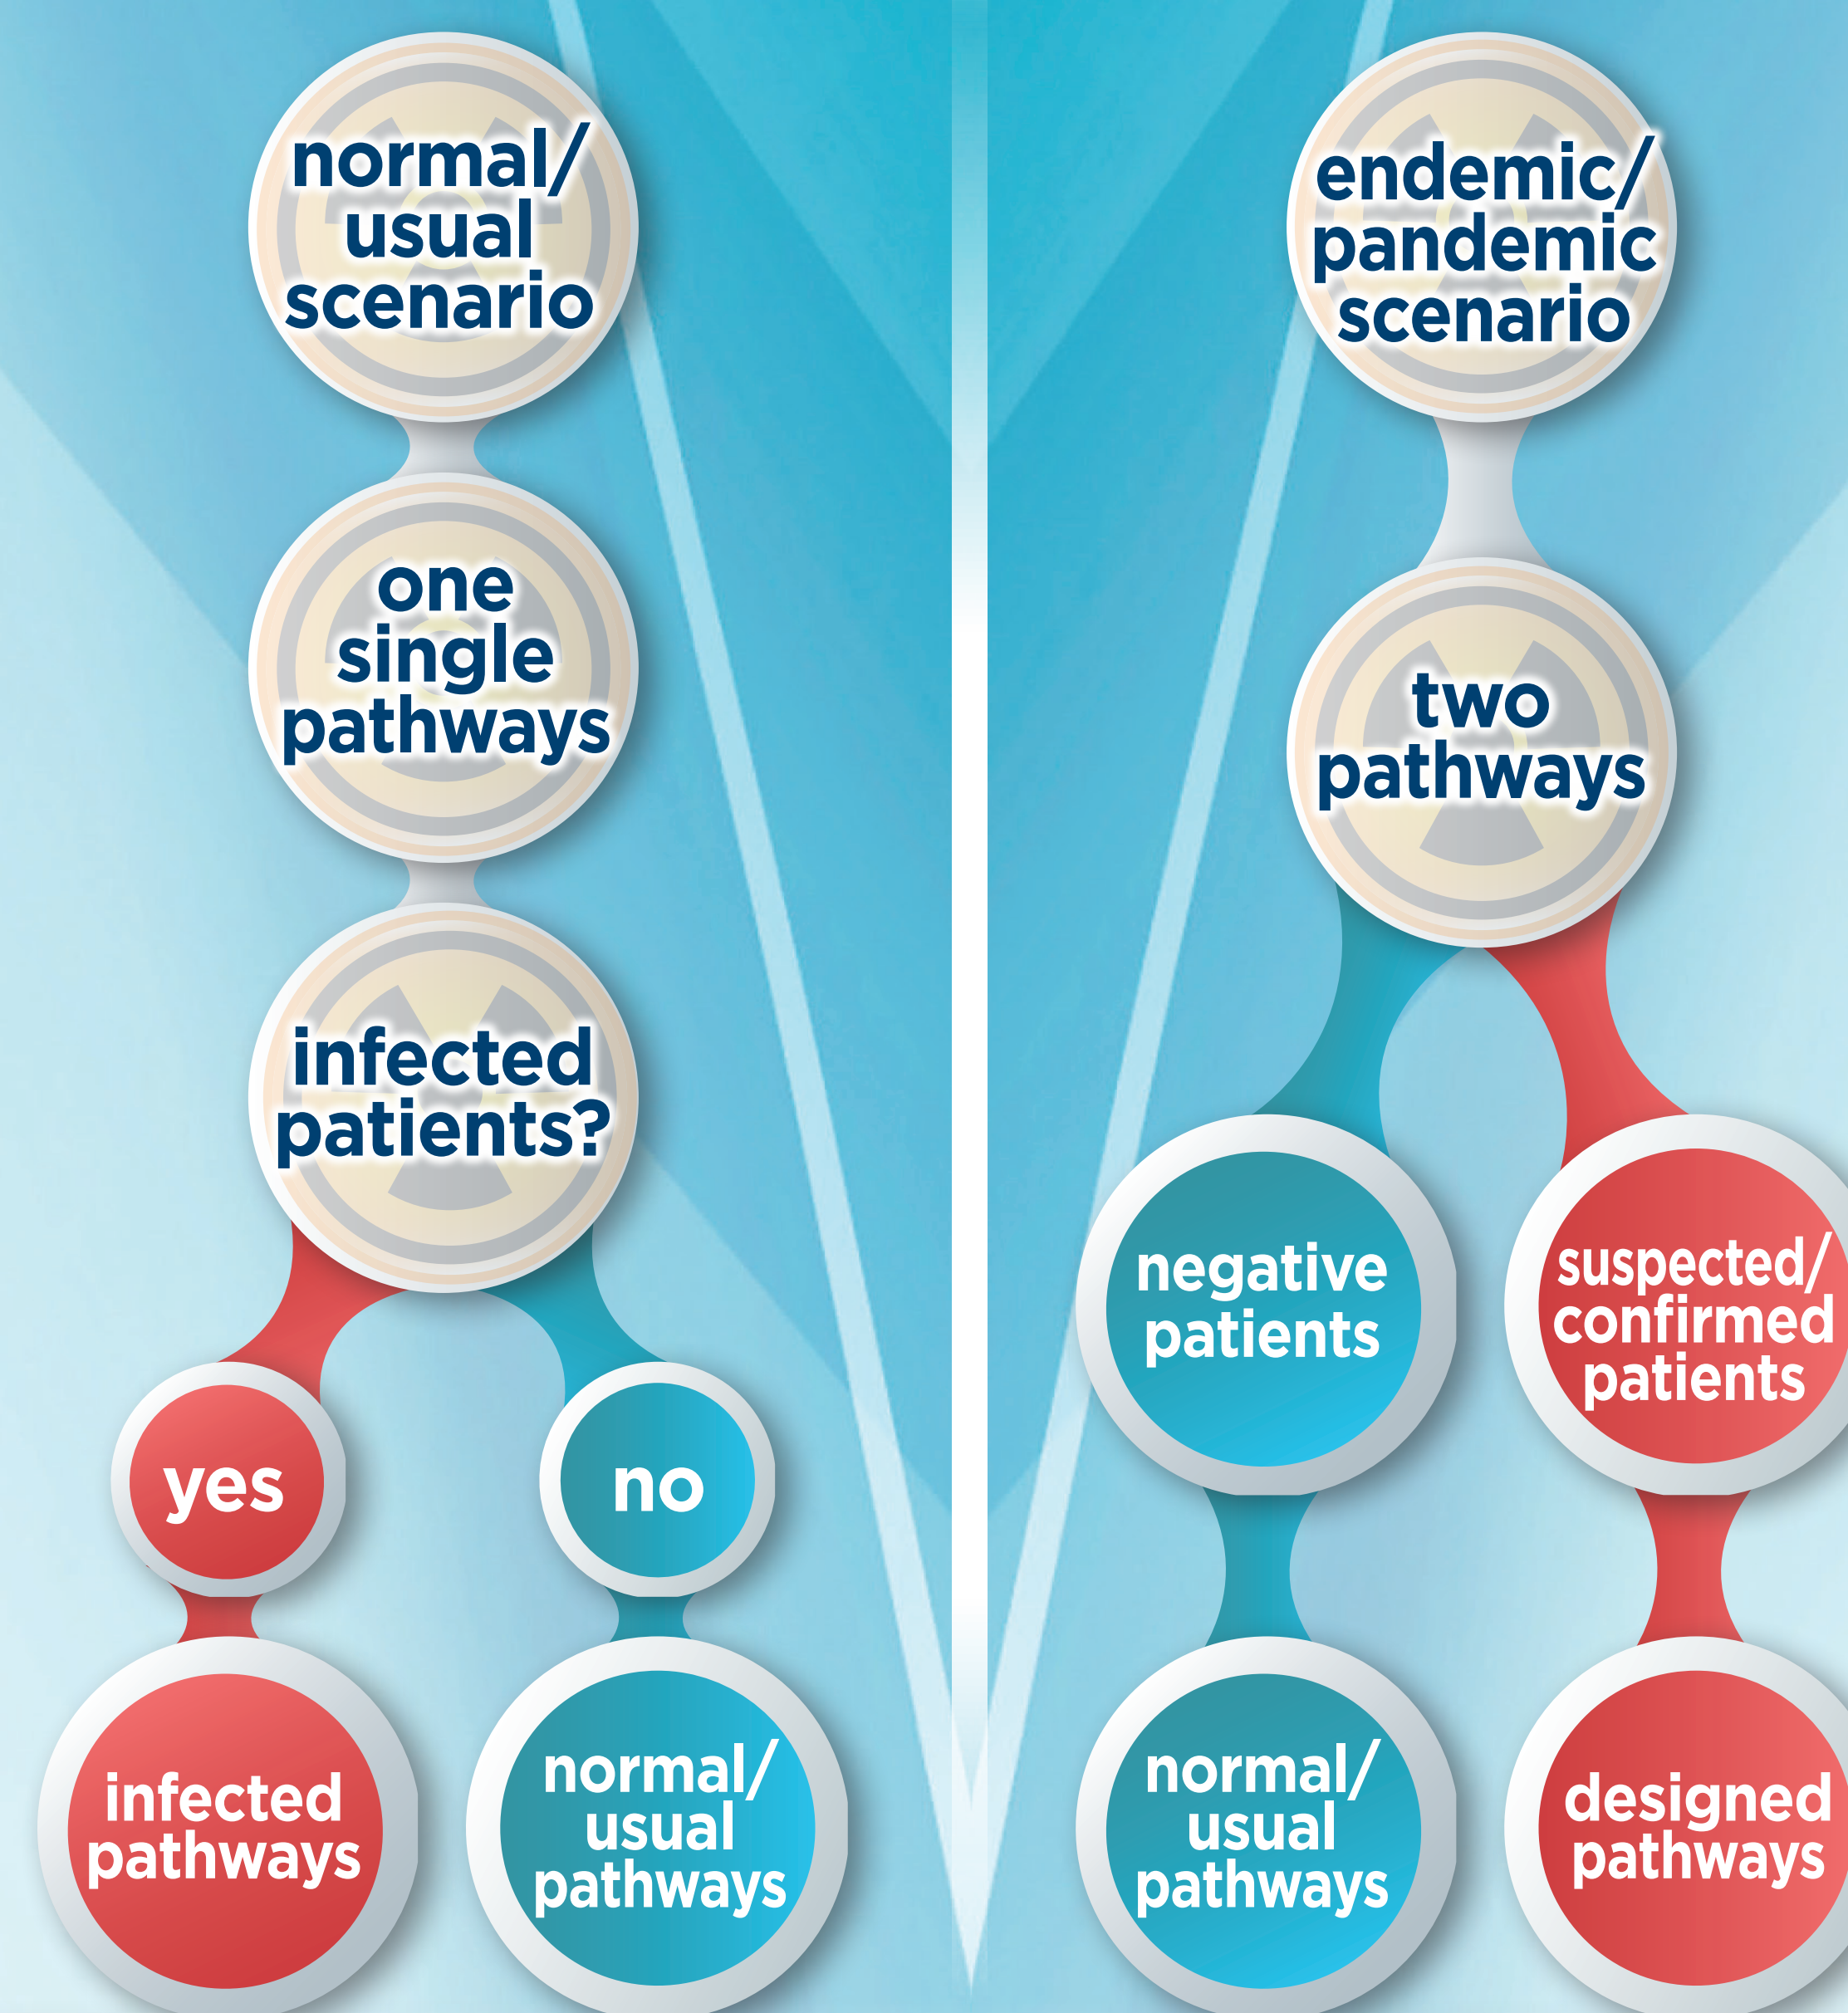 normal/
usual
scenario
one
single
pathways
infected
patients?
yes
no
infected
pathways
normal/
usual
pathways
endemic/
pandemic
scenario
two
pathways
negative
patients
suspected/
confirmed
patients
normal/
usual
pathways
designed
pathways